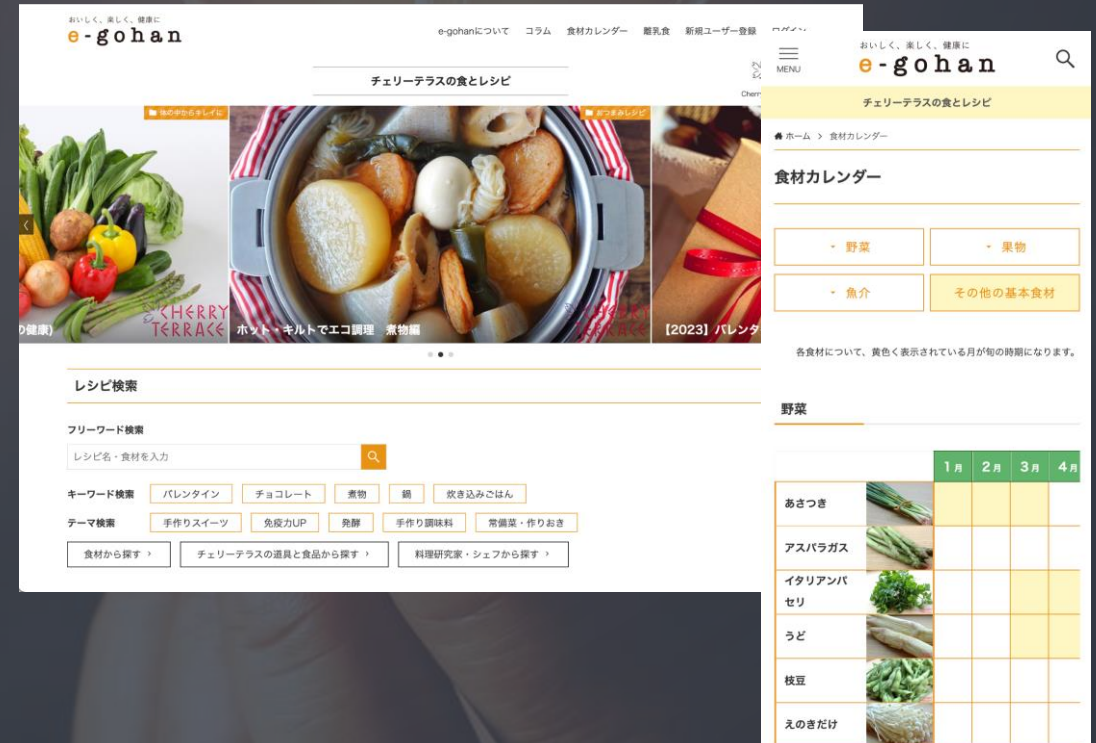 おいしく、楽しく、健康に
e-gohan
e-gohanについて コラム 食材カレンダー 離乳食 新規ユーザー登録 ログイン
チェリーテラスの食とレシピ
Cherr
体の中からキレイに
おつまみレシピ
CHERRY
TERRACE
の健康)
ホット・キルトでエコ調理 煮物編
CHERRY
TERRACE
【2023】バレンタ
レシピ検索
フリーワード検索
レシピ名・食材を入力
キーワード検索 バレンタイン チョコレート 煮物 鍋 炊き込みごはん
テーマ検索 手作りスイーツ 免疫力UP 発酵 手作り調味料 常備菜・作りおき
食材から探す チェリーテラスの道具と食品から探す 料理研究家・シェフから探す
MENU
おいしく、楽しく、健康に
e-gohan
チェリーテラスの食とレシピ
ホーム > 食材カレンダー
食材カレンダー
野菜 果物
魚介 その他の基本食材
各食材について、黄色く表示されている月が旬の時期になります。
野菜
1月 2月 3月 4月
あさつき
アスパラガス
イタリアンパ
セリ
うど
枝豆
えのきだけ